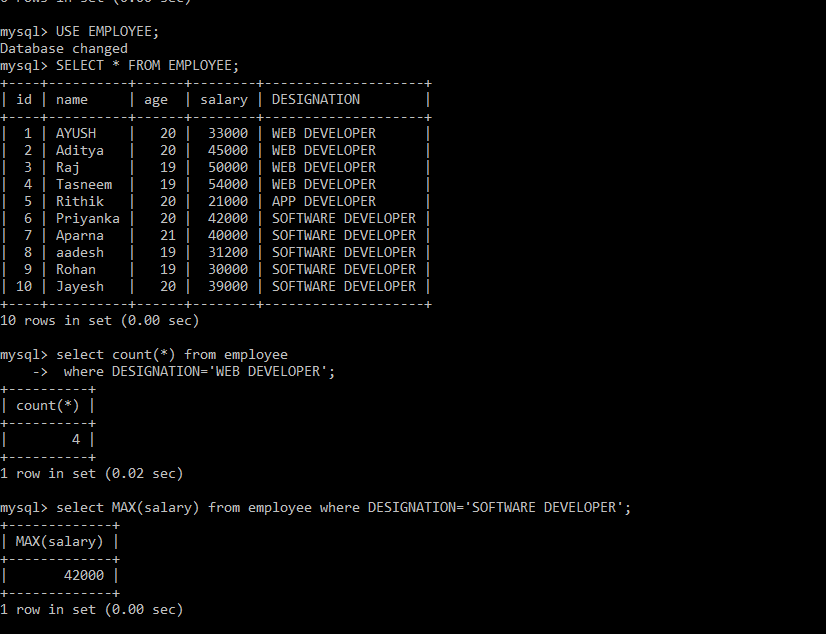 mysql> USE EMPLOYEE;
Database changed
mysql> SELECT * FROM EMPLOYEE;
+----+----------+------+--------+--------------------+
| id | name     | age  | salary | DESIGNATION        |
+----+----------+------+--------+--------------------+
|  1 | AYUSH    |   20 |  33000 | WEB DEVELOPER      |
|  2 | Aditya   |   20 |  45000 | WEB DEVELOPER      |
|  3 | Raj      |   19 |  50000 | WEB DEVELOPER      |
|  4 | Tasneem  |   19 |  54000 | WEB DEVELOPER      |
|  5 | Rithik   |   20 |  21000 | APP DEVELOPER      |
|  6 | Priyanka |   20 |  42000 | SOFTWARE DEVELOPER |
|  7 | Aparna   |   21 |  40000 | SOFTWARE DEVELOPER |
|  8 | aadesh   |   19 |  31200 | SOFTWARE DEVELOPER |
|  9 | Rohan    |   19 |  30000 | SOFTWARE DEVELOPER |
| 10 | Jayesh   |   20 |  39000 | SOFTWARE DEVELOPER |
+----+----------+------+--------+--------------------+
10 rows in set (0.00 sec)
mysql> select count(*) from employee
    ->  where DESIGNATION='WEB DEVELOPER';
+----------+
| count(*) |
+----------+
|        4 |
+----------+
1 row in set (0.02 sec)
mysql> select MAX(salary) from employee where DESIGNATION='SOFTWARE DEVELOPER';
+-------------+
| MAX(salary) |
+-------------+
|       42000 |
+-------------+
1 row in set (0.00 sec)